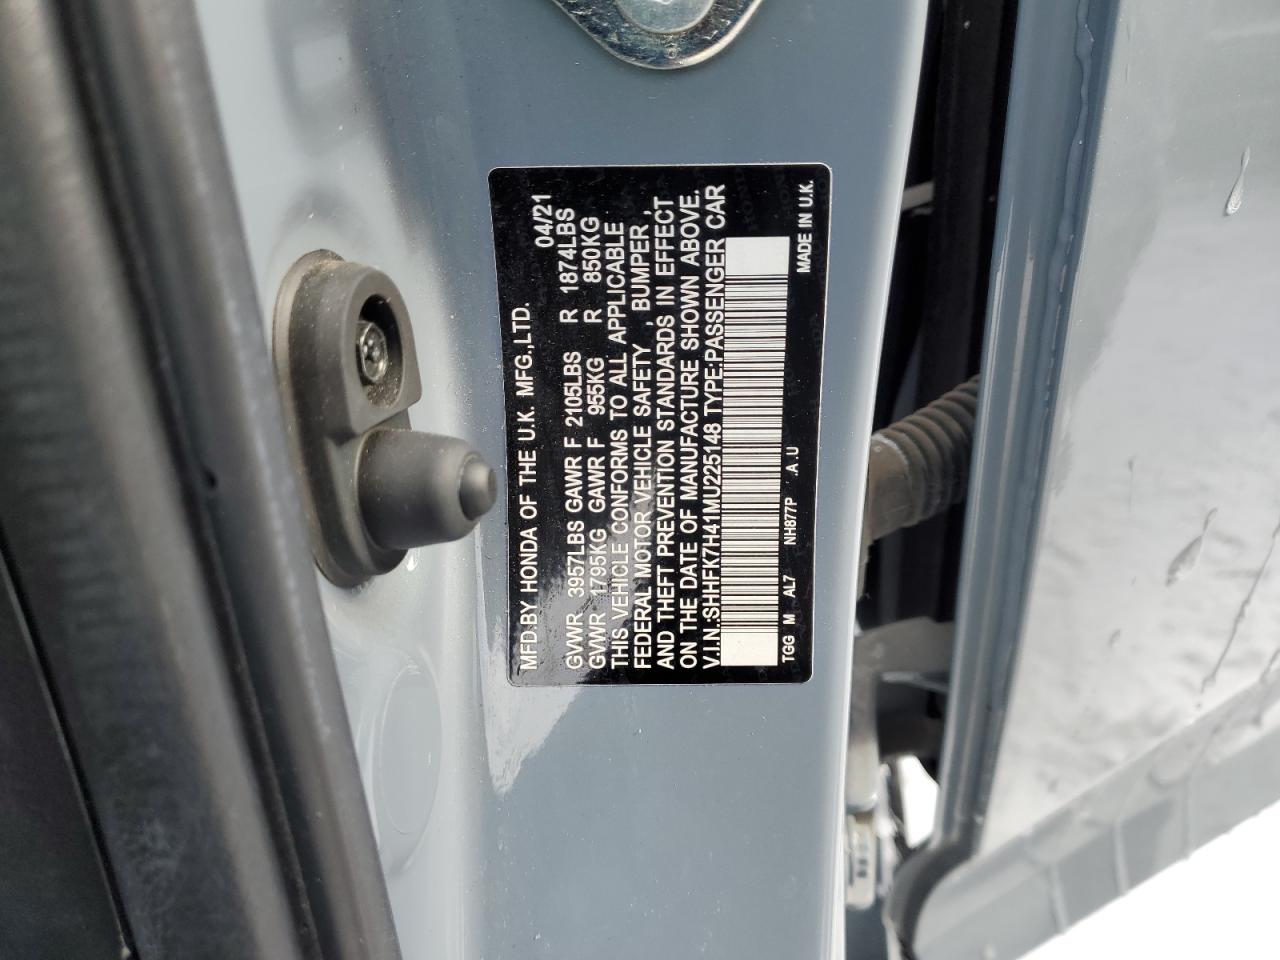 MFD.BY HONDA OF THE U.K. MFG.,LTD. 04/21
GVWR 3957LBS GAWR F 2105LBS R 1874LBS
GVWR 1795KG GAWR F 955KG R 850KG
THIS VEHICLE CONFORMS TO ALL APPLICABLE
FEDERAL MOTOR VEHICLE SAFETY , BUMPER ,
AND THEFT PREVENTION STANDARDS IN EFFECT
ON THE DATE OF MANUFACTURE SHOWN ABOVE.
V.I.N.:SHHFK7H41MU225148 TYPE:PASSENGER CAR
TGG M AL7 NH877P .A.U MADE IN U.K.